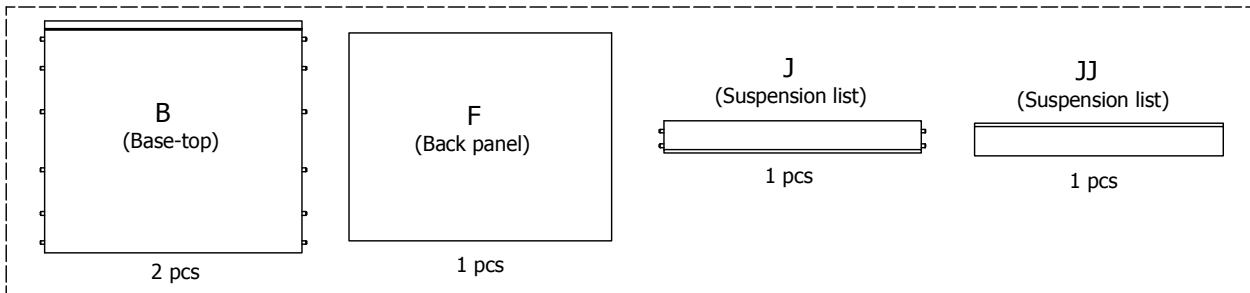 B
(Base-top)
2 pcs
F
(Back panel)
1 pcs
J
(Suspension list)
1 pcs
JJ
(Suspension list)
1 pcs